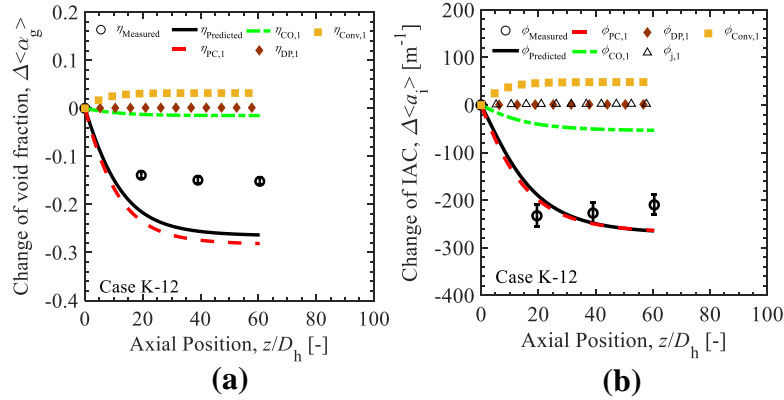 η_Measured η_Predicted η_CO,1 η_Conv,1
η_PC,1 η_DP,1
Change of void fraction, Δ<α_g>
0.2
0.1
0
-0.1
-0.2
-0.3
-0.4
Case K-12
0 20 40 60 80 100
Axial Position, z/D_h [-]
(a)
ϕ_Measured ϕ_PC,1 ϕ_DP,1 ϕ_Conv,1
ϕ_Predicted ϕ_CO,1 ϕ_j,1
Change of IAC, Δ<a_i> [m⁻¹]
200
100
0
-100
-200
-300
-400
Case K-12
0 20 40 60 80 100
Axial Position, z/D_h [-]
(b)